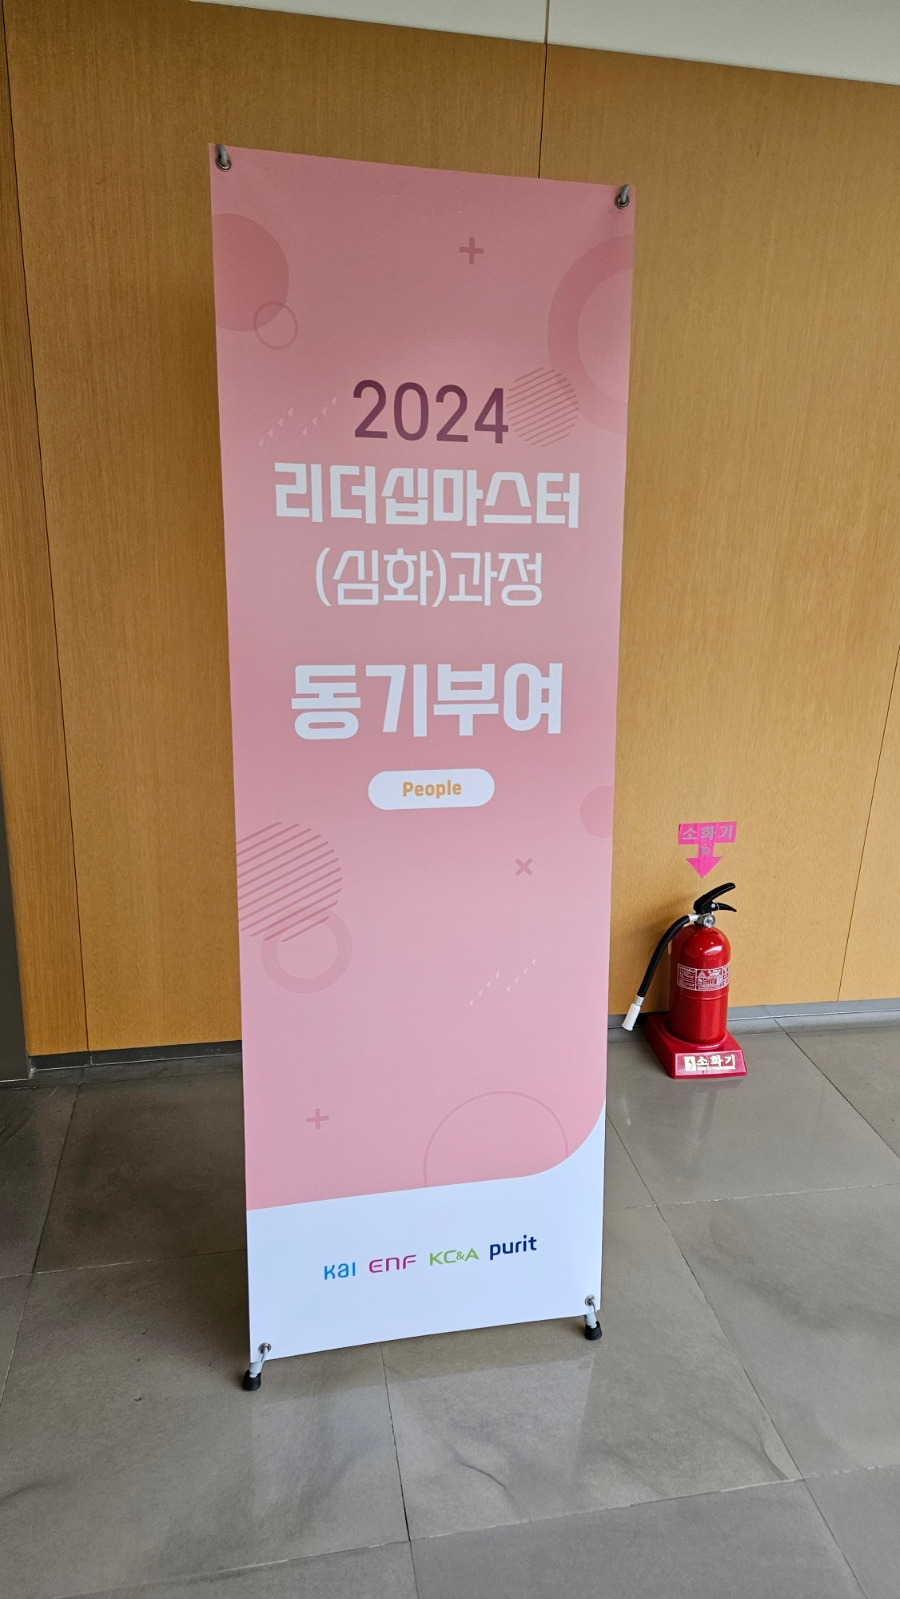 2024
리더십마스터
(심화)과정
동기부여
People
소화기
소화기
kai ENF KC&A purit